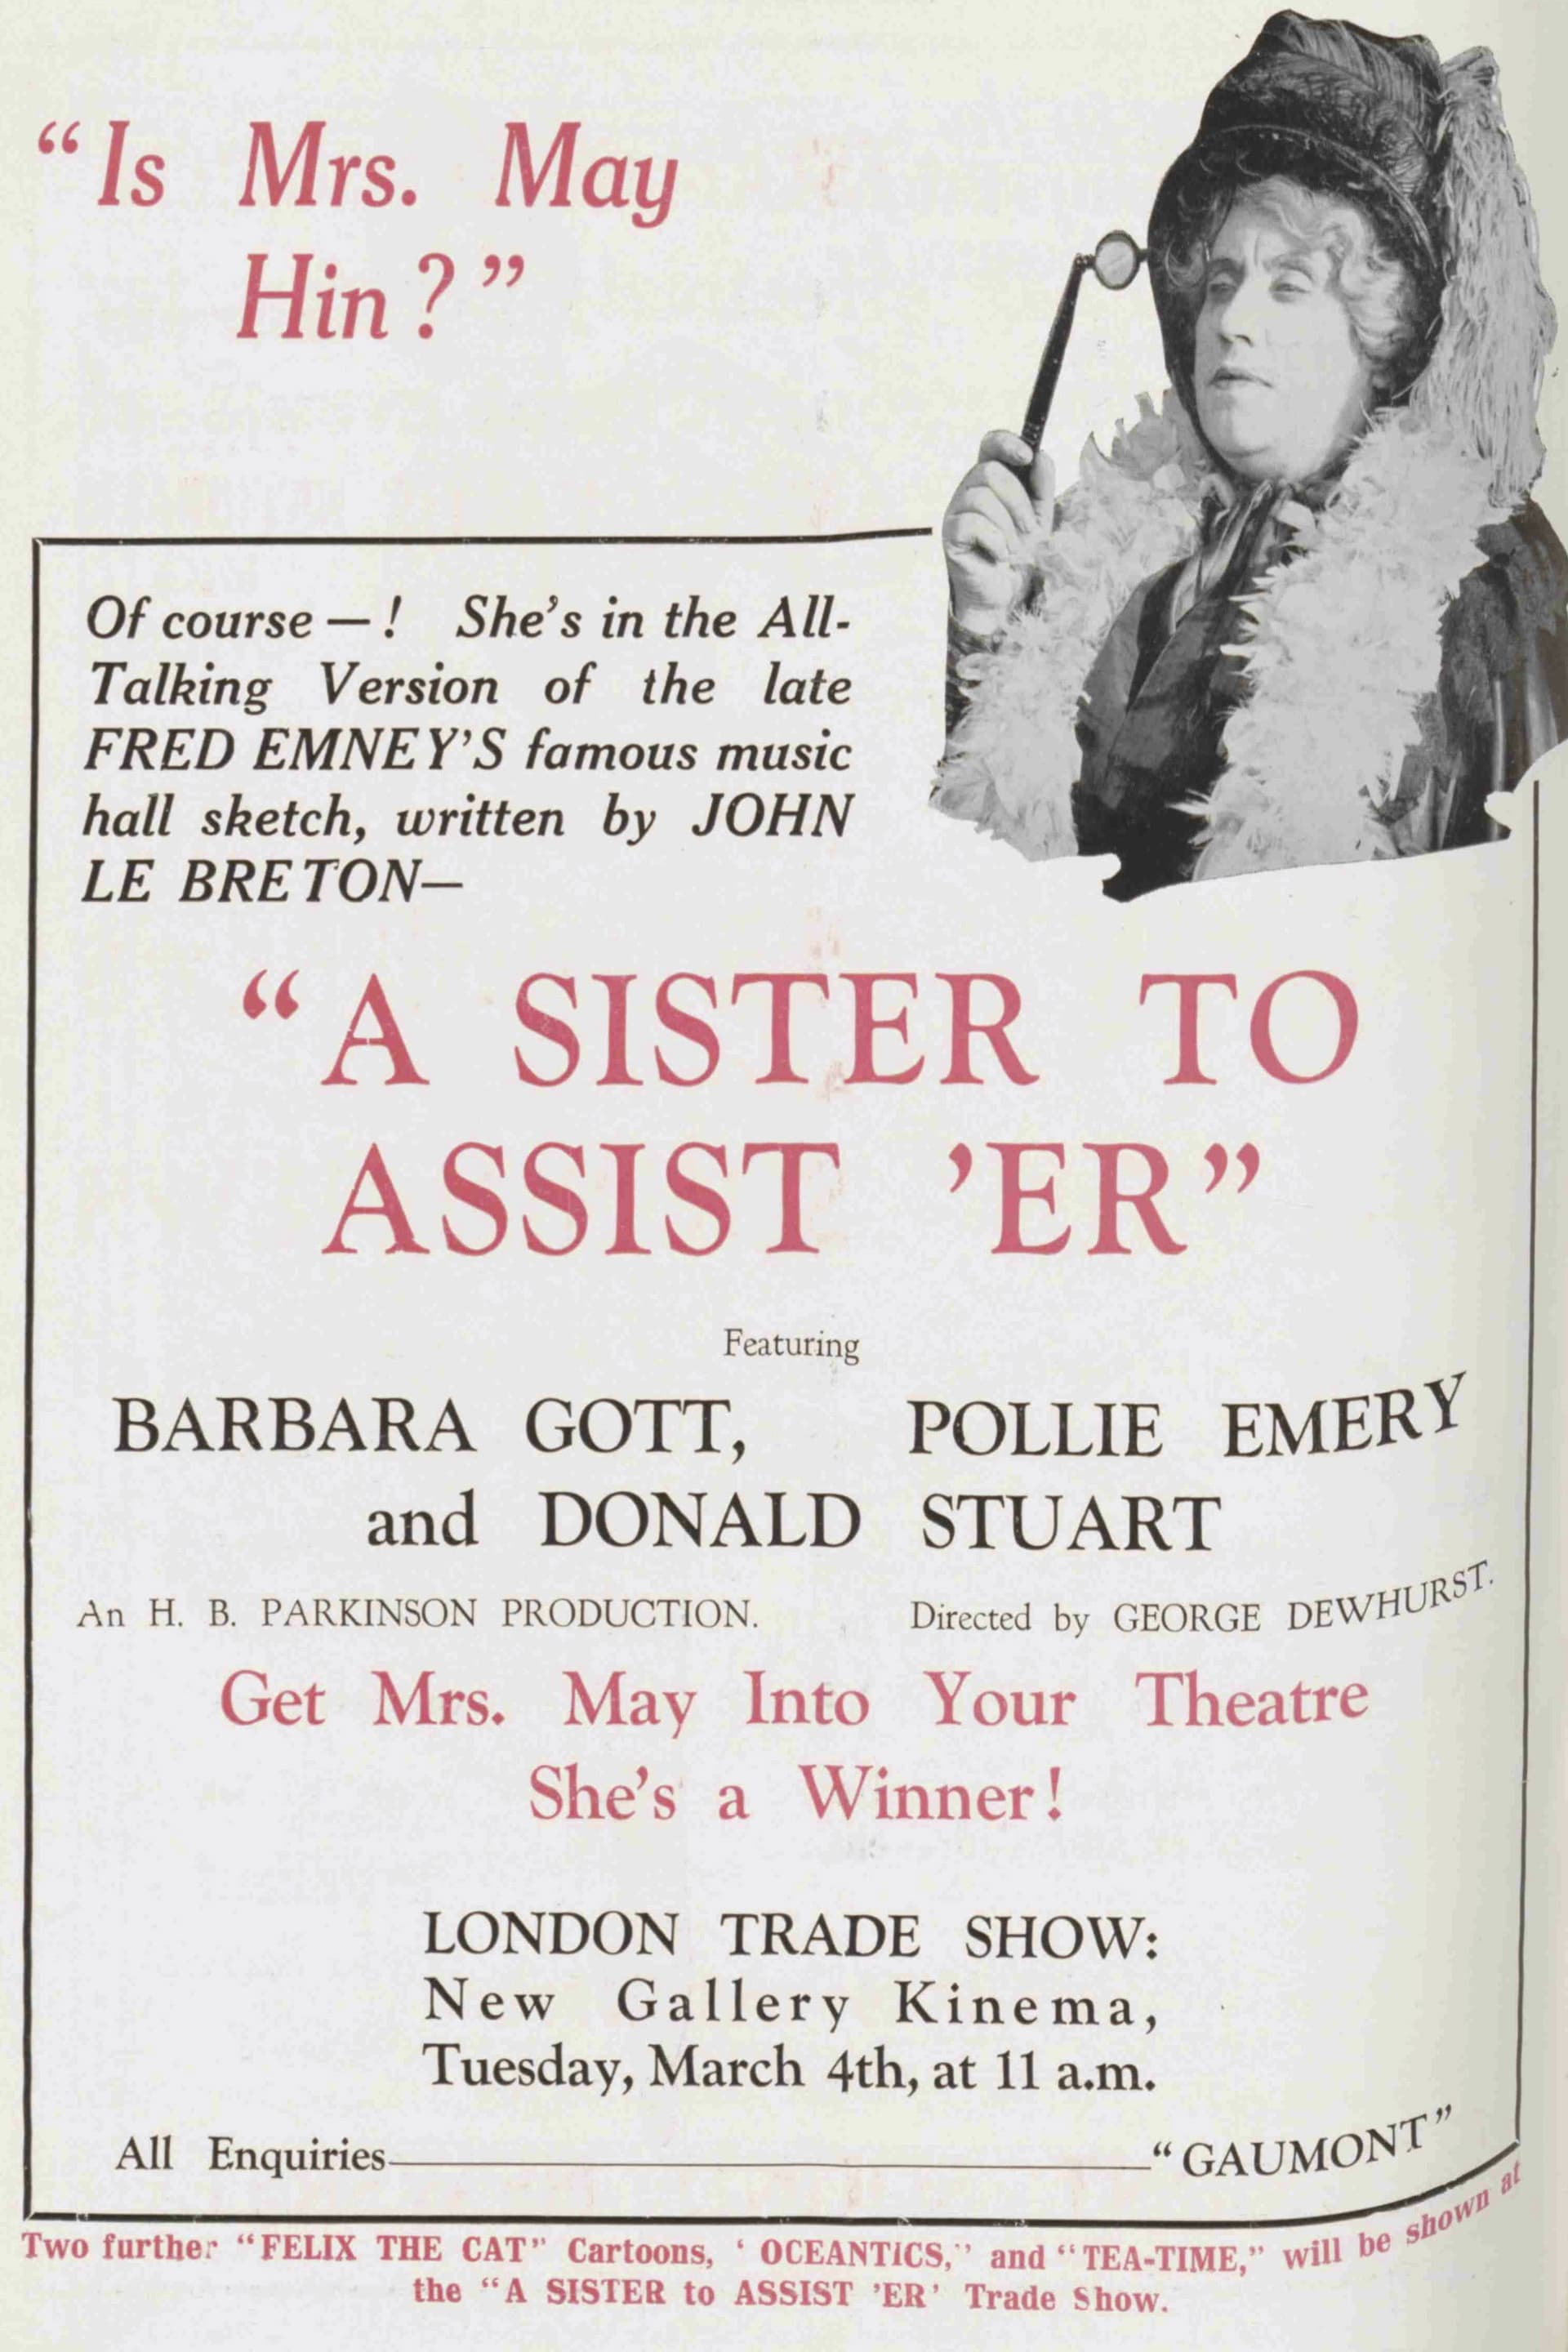 “Is Mrs. May
Hin?”
Of course—! She’s in the All-
Talking Version of the late
FRED EMNEY’S famous music
hall sketch, written by JOHN
LE BRETON—
“A SISTER TO
ASSIST ’ER”
Featuring
BARBARA GOTT, POLLIE EMERY
and DONALD STUART
An H. B. PARKINSON PRODUCTION. Directed by GEORGE DEWHURST.
Get Mrs. May Into Your Theatre
She’s a Winner!
LONDON TRADE SHOW:
New Gallery Kinema,
Tuesday, March 4th, at 11 a.m.
All Enquiries—“GAUMONT”
Two further “FELIX THE CAT” Cartoons, ‘OCEANTICS,” and “TEA-TIME,” will be shown at
the “A SISTER to ASSIST ’ER’ Trade Show.